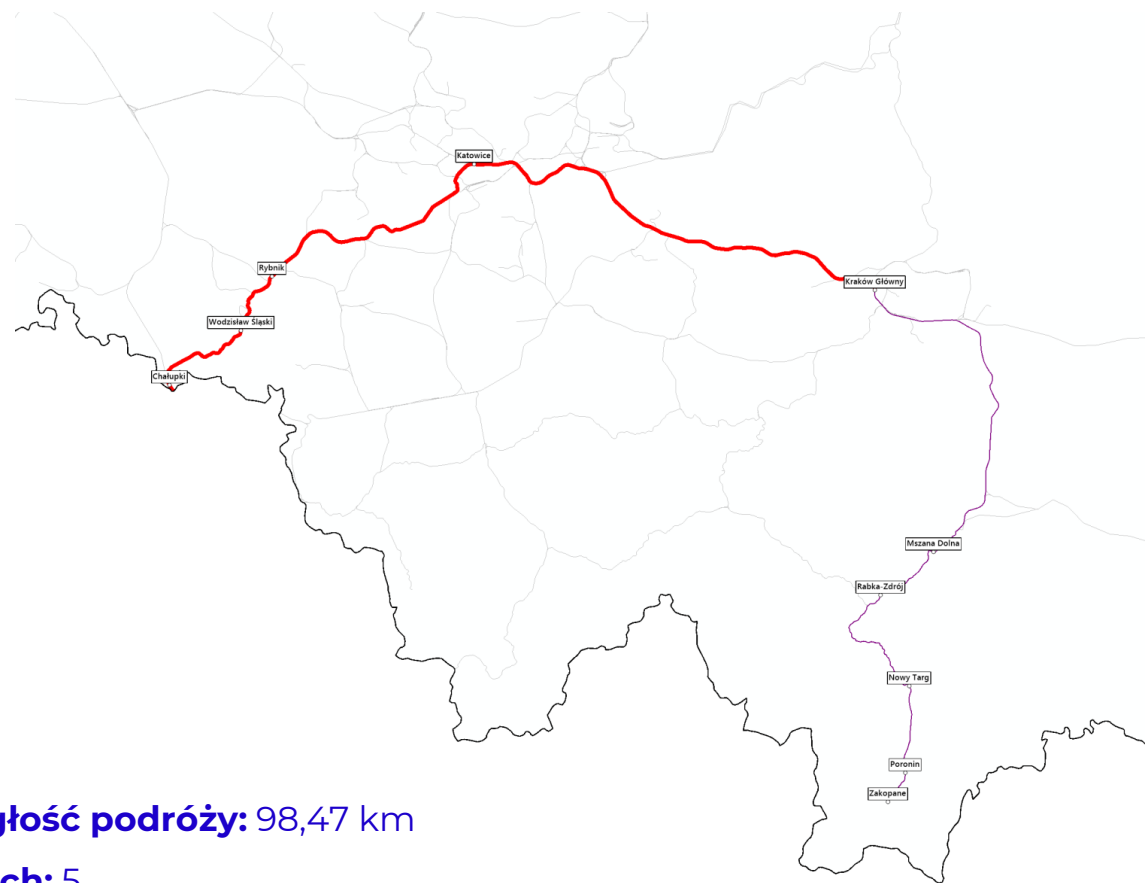 Katowice
Rybnik
Kraków Główny
Wodzisław Śląski
Chałupki
Mszana Dolna
Rabka-Zdrój
Nowy Targ
Poronin
Zakopane
głość podróży: 98,47 km
ch: 5